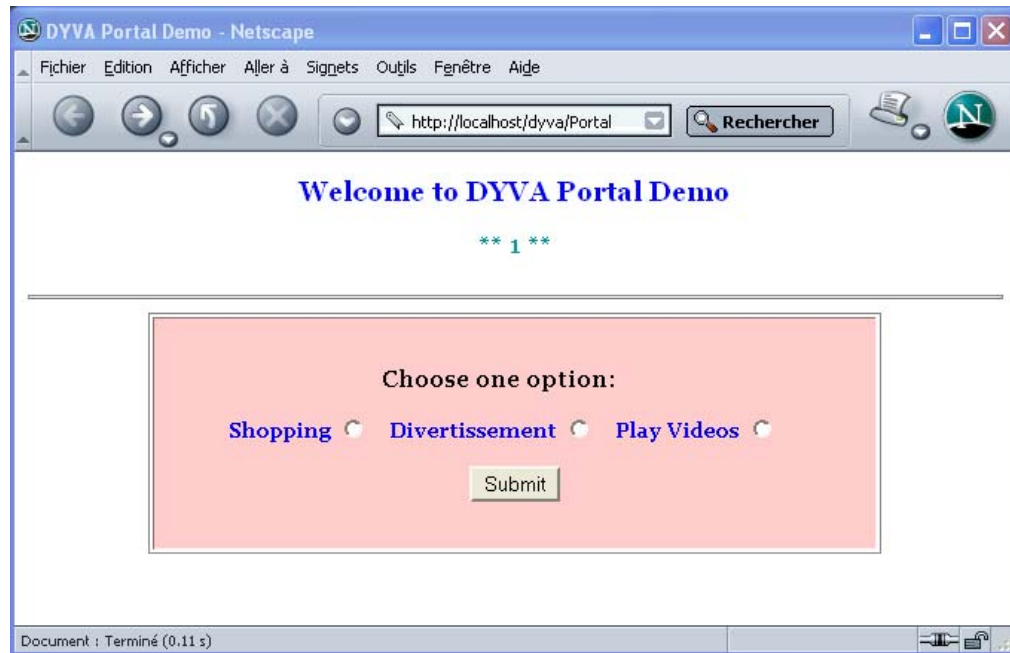 DYVA Portal Demo - Netscape
Fichier Edition Afficher Aller à Signets Outils Fenêtre Aide
http://localhost/dyva/Portal Rechercher N
Welcome to DYVA Portal Demo
** 1 **
Choose one option:
Shopping Divertissement Play Videos
Submit
Document : Terminé (0.11 s)